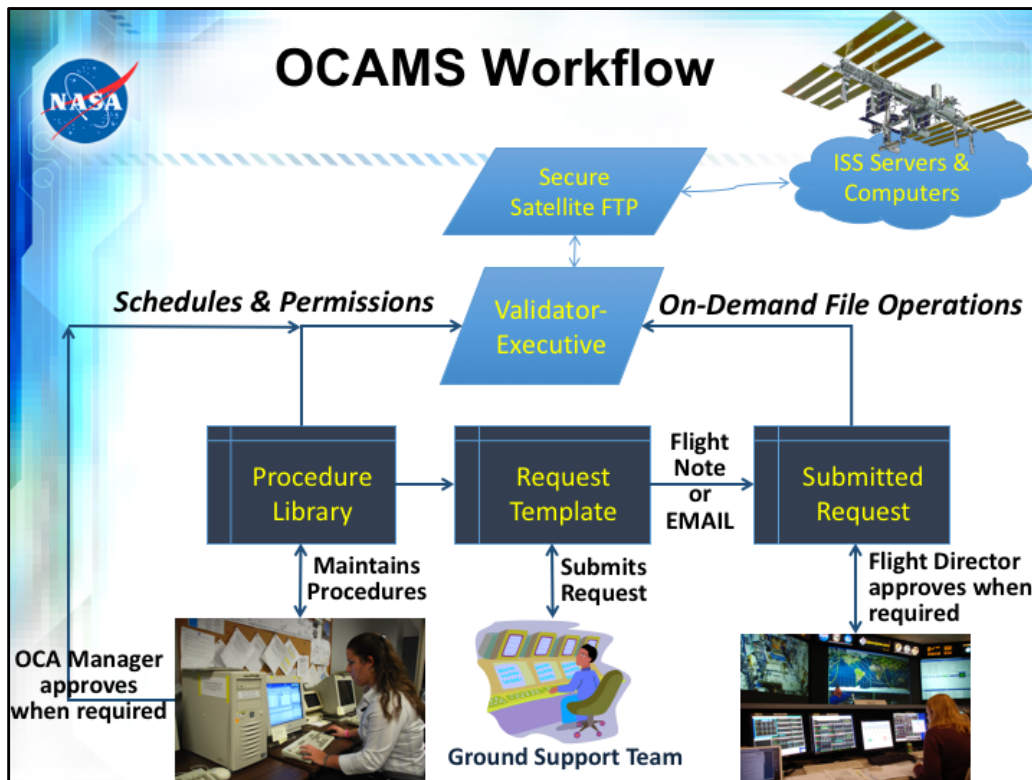 NASA
OCAMS Workflow
ISS Servers &
Computers
Secure
Satellite FTP
Schedules & Permissions
Validator-
Executive
On-Demand File Operations
Procedure
Library
Request
Template
Flight
Note
or
EMAIL
Submitted
Request
Maintains
Procedures
Submits
Request
Flight Director
approves when
required
OCA Manager
approves
when required
Ground Support Team